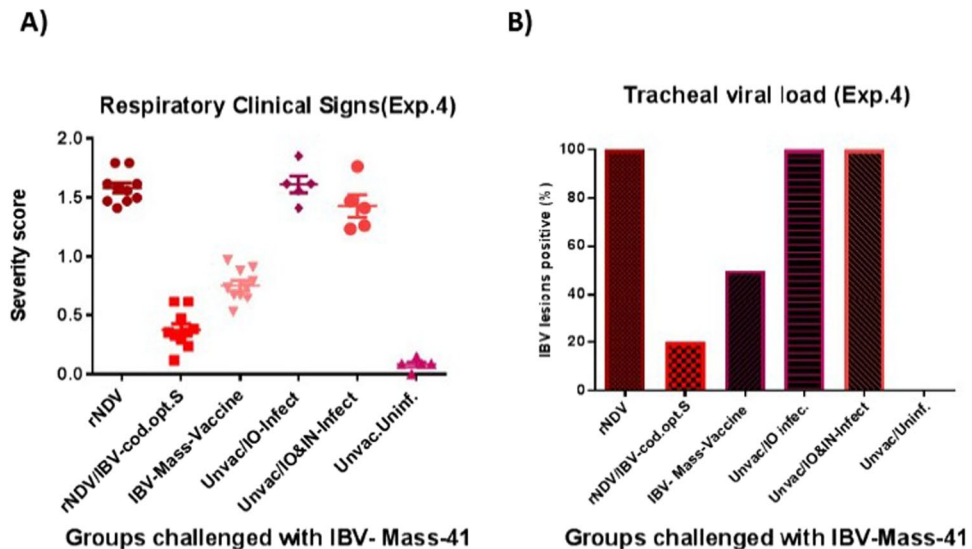 A)
Respiratory Clinical Signs(Exp.4)
Severity score
2.0
1.5
1.0
0.5
0.0
rNDV
rNDV/IBV-cod.opt.S
IBV-Mass-Vaccine
Unvac/IO-Infect
Unvac/IO&IN-Infect
Unvac.Uninf.
Groups challenged with IBV- Mass-41
B)
Tracheal viral load (Exp.4)
IBV lesions positive (%)
100
80
60
40
20
0
rNDV
rNDV/IBV-cod.opt.S
IBV- Mass-Vaccine
Unvac/IO infec.
Unvac/IO&IN-Infect
Unvac/Uninf.
Groups challenged with IBV-Mass-41